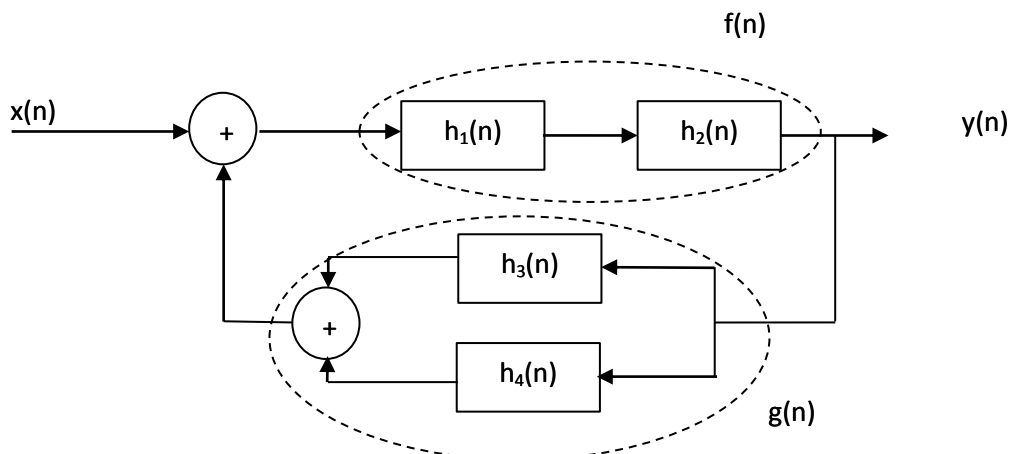 f(n)
x(n)
+
h₁(n)
h₂(n)
y(n)
h₃(n)
+
h₄(n)
g(n)